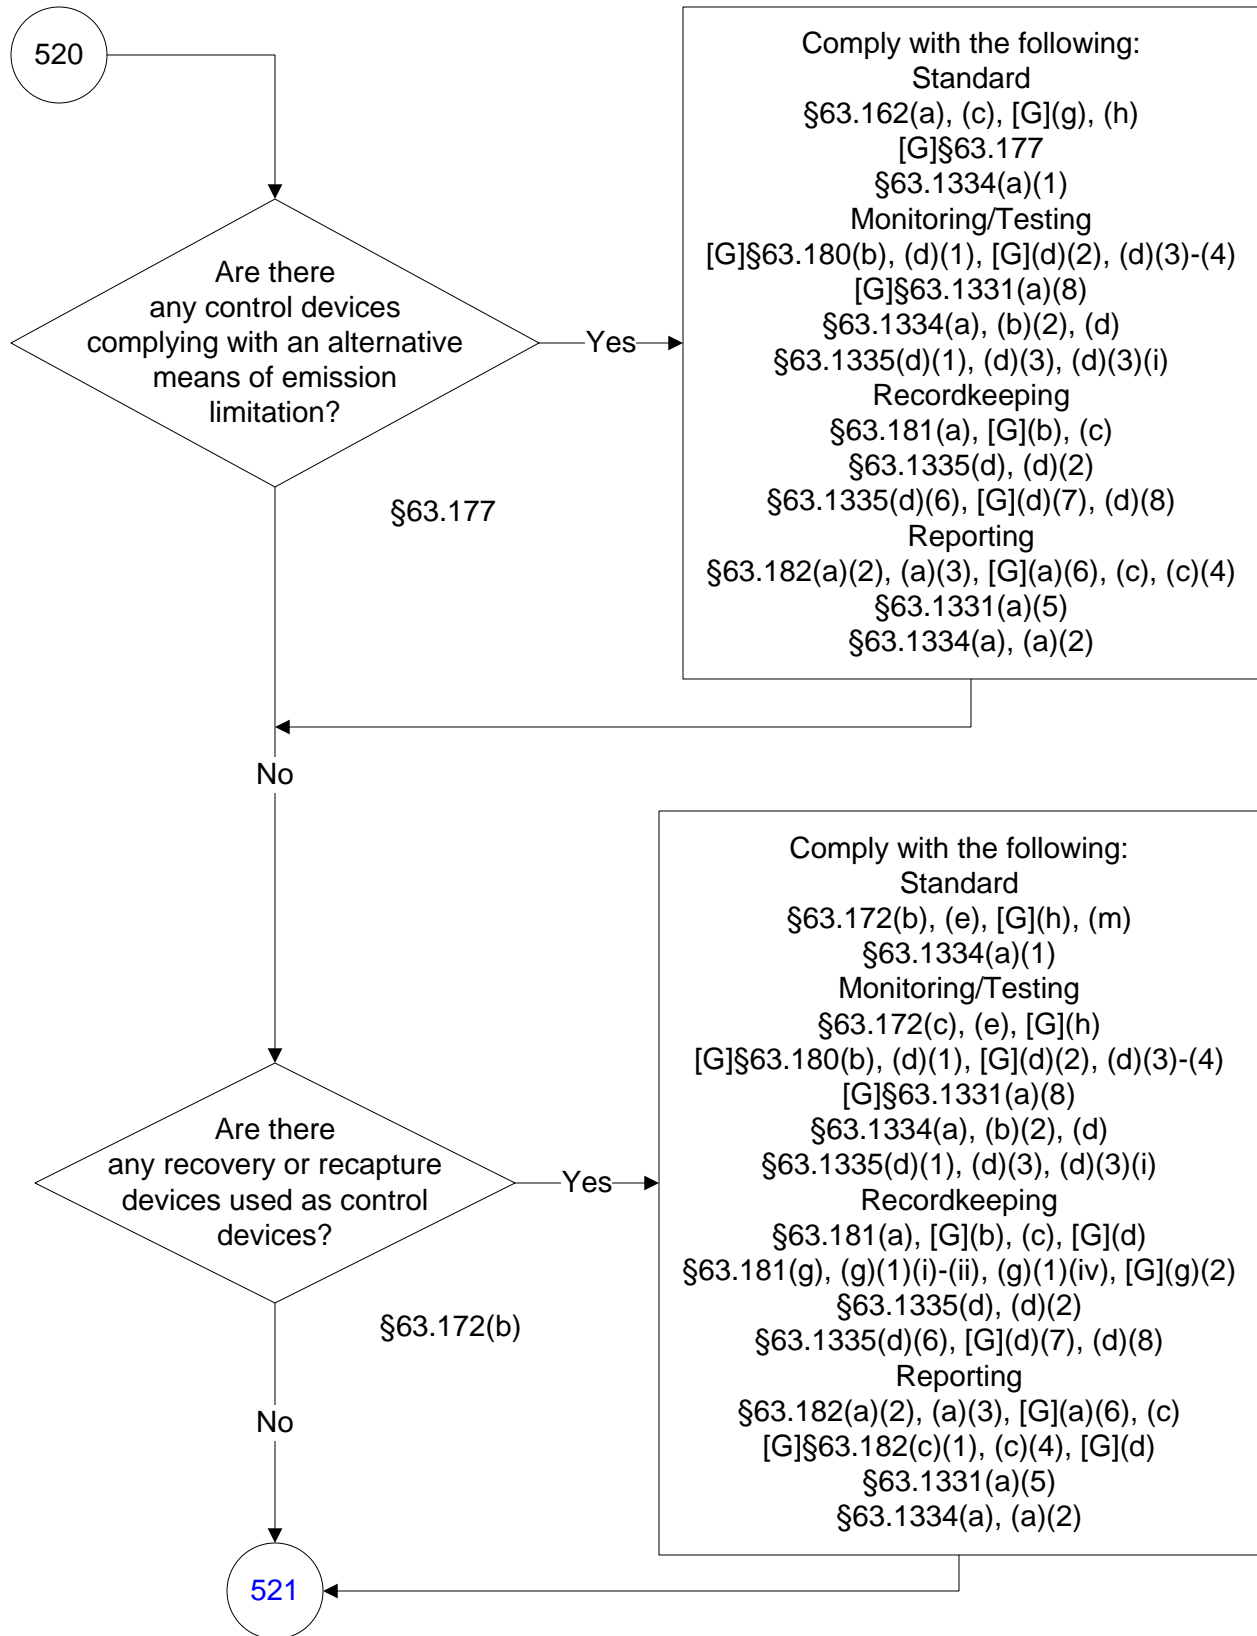 520
Comply with the following:
Standard
§63.162(a), (c), [G](g), (h)
[G]§63.177
§63.1334(a)(1)
Monitoring/Testing
[G]§63.180(b), (d)(1), [G](d)(2), (d)(3)-(4)
[G]§63.1331(a)(8)
§63.1334(a), (b)(2), (d)
§63.1335(d)(1), (d)(3), (d)(3)(i)
Recordkeeping
§63.181(a), [G](b), (c)
§63.1335(d), (d)(2)
§63.1335(d)(6), [G](d)(7), (d)(8)
Reporting
§63.182(a)(2), (a)(3), [G](a)(6), (c), (c)(4)
§63.1331(a)(5)
§63.1334(a), (a)(2)
Are there
any control devices
complying with an alternative
means of emission
limitation?
Yes
§63.177
No
Comply with the following:
Standard
§63.172(b), (e), [G](h), (m)
§63.1334(a)(1)
Monitoring/Testing
§63.172(c), (e), [G](h)
[G]§63.180(b), (d)(1), [G](d)(2), (d)(3)-(4)
[G]§63.1331(a)(8)
§63.1334(a), (b)(2), (d)
§63.1335(d)(1), (d)(3), (d)(3)(i)
Recordkeeping
§63.181(a), [G](b), (c), [G](d)
§63.181(g), (g)(1)(i)-(ii), (g)(1)(iv), [G](g)(2)
§63.1335(d), (d)(2)
§63.1335(d)(6), [G](d)(7), (d)(8)
Reporting
§63.182(a)(2), (a)(3), [G](a)(6), (c)
[G]§63.182(c)(1), (c)(4), [G](d)
§63.1331(a)(5)
§63.1334(a), (a)(2)
Are there
any recovery or recapture
devices used as control
devices?
Yes
§63.172(b)
No
521